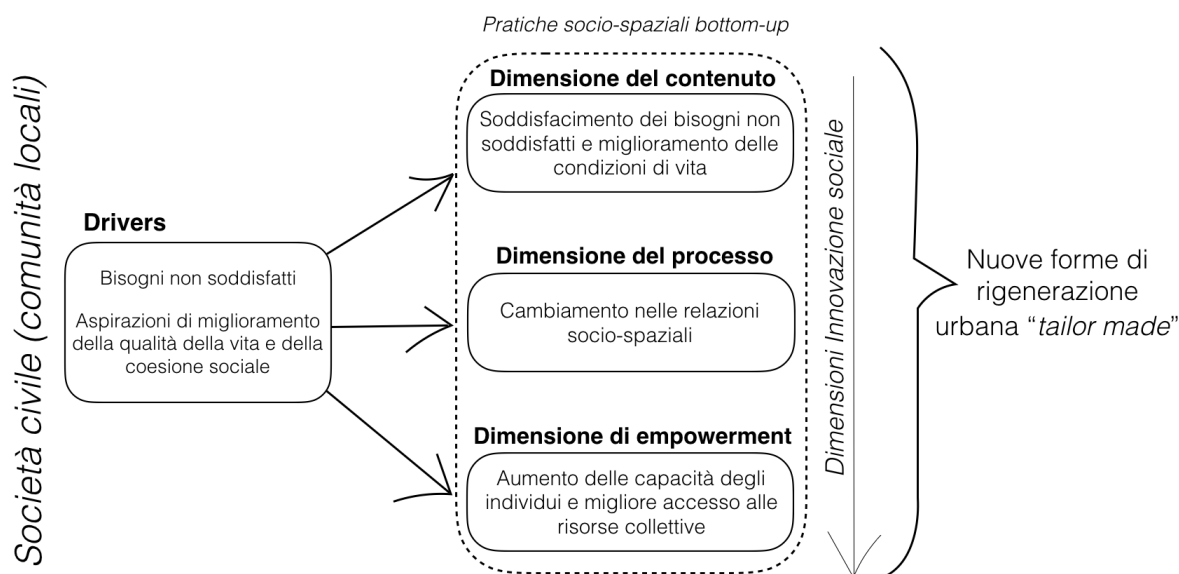 Società civile (comunità locali)
Drivers
Bisogni non soddisfatti
Aspirazioni di miglioramento
della qualità della vita e della
coesione sociale
Pratiche socio-spaziali bottom-up
Dimensione del contenuto
Soddisfacimento dei bisogni non
soddisfatti e miglioramento delle
condizioni di vita
Dimensione del processo
Cambiamento nelle relazioni
socio-spaziali
Dimensione di empowerment
Aumento delle capacità degli
individui e migliore accesso alle
risorse collettive
Dimensioni Innovazione sociale
Nuove forme di
rigenerazione
urbana “tailor made”